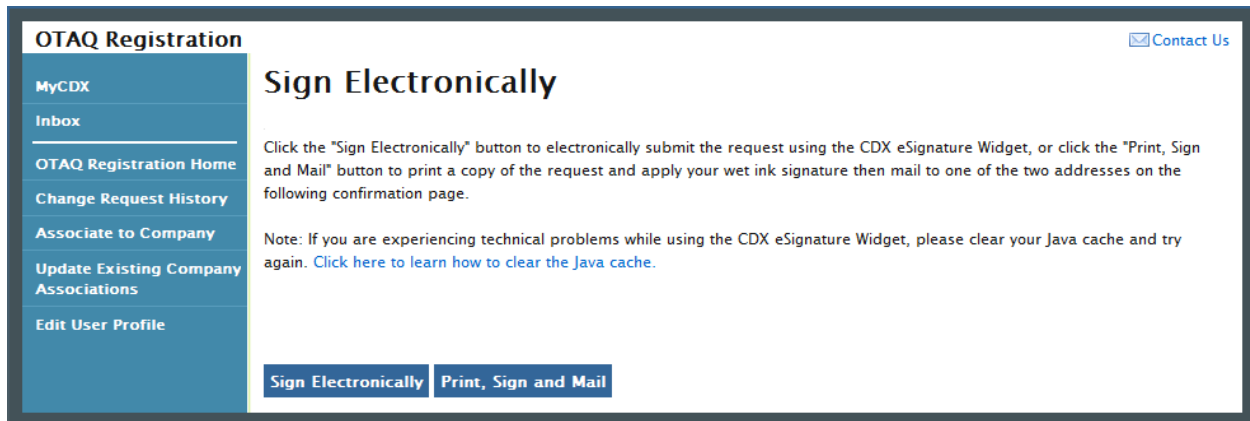 OTAQ Registration
Contact Us
MyCDX
Inbox
OTAQ Registration Home
Change Request History
Associate to Company
Update Existing Company
Associations
Edit User Profile
Sign Electronically
Click the "Sign Electronically" button to electronically submit the request using the CDX eSignature Widget, or click the "Print, Sign
and Mail" button to print a copy of the request and apply your wet ink signature then mail to one of the two addresses on the
following confirmation page.
Note: If you are experiencing technical problems while using the CDX eSignature Widget, please clear your Java cache and try
again. Click here to learn how to clear the Java cache.
Sign Electronically Print, Sign and Mail